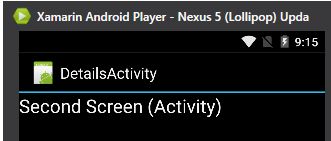 Xamarin Android Player - Nexus 5 (Lollipop) Upda
9:15
DetailsActivity
Second Screen (Activity)